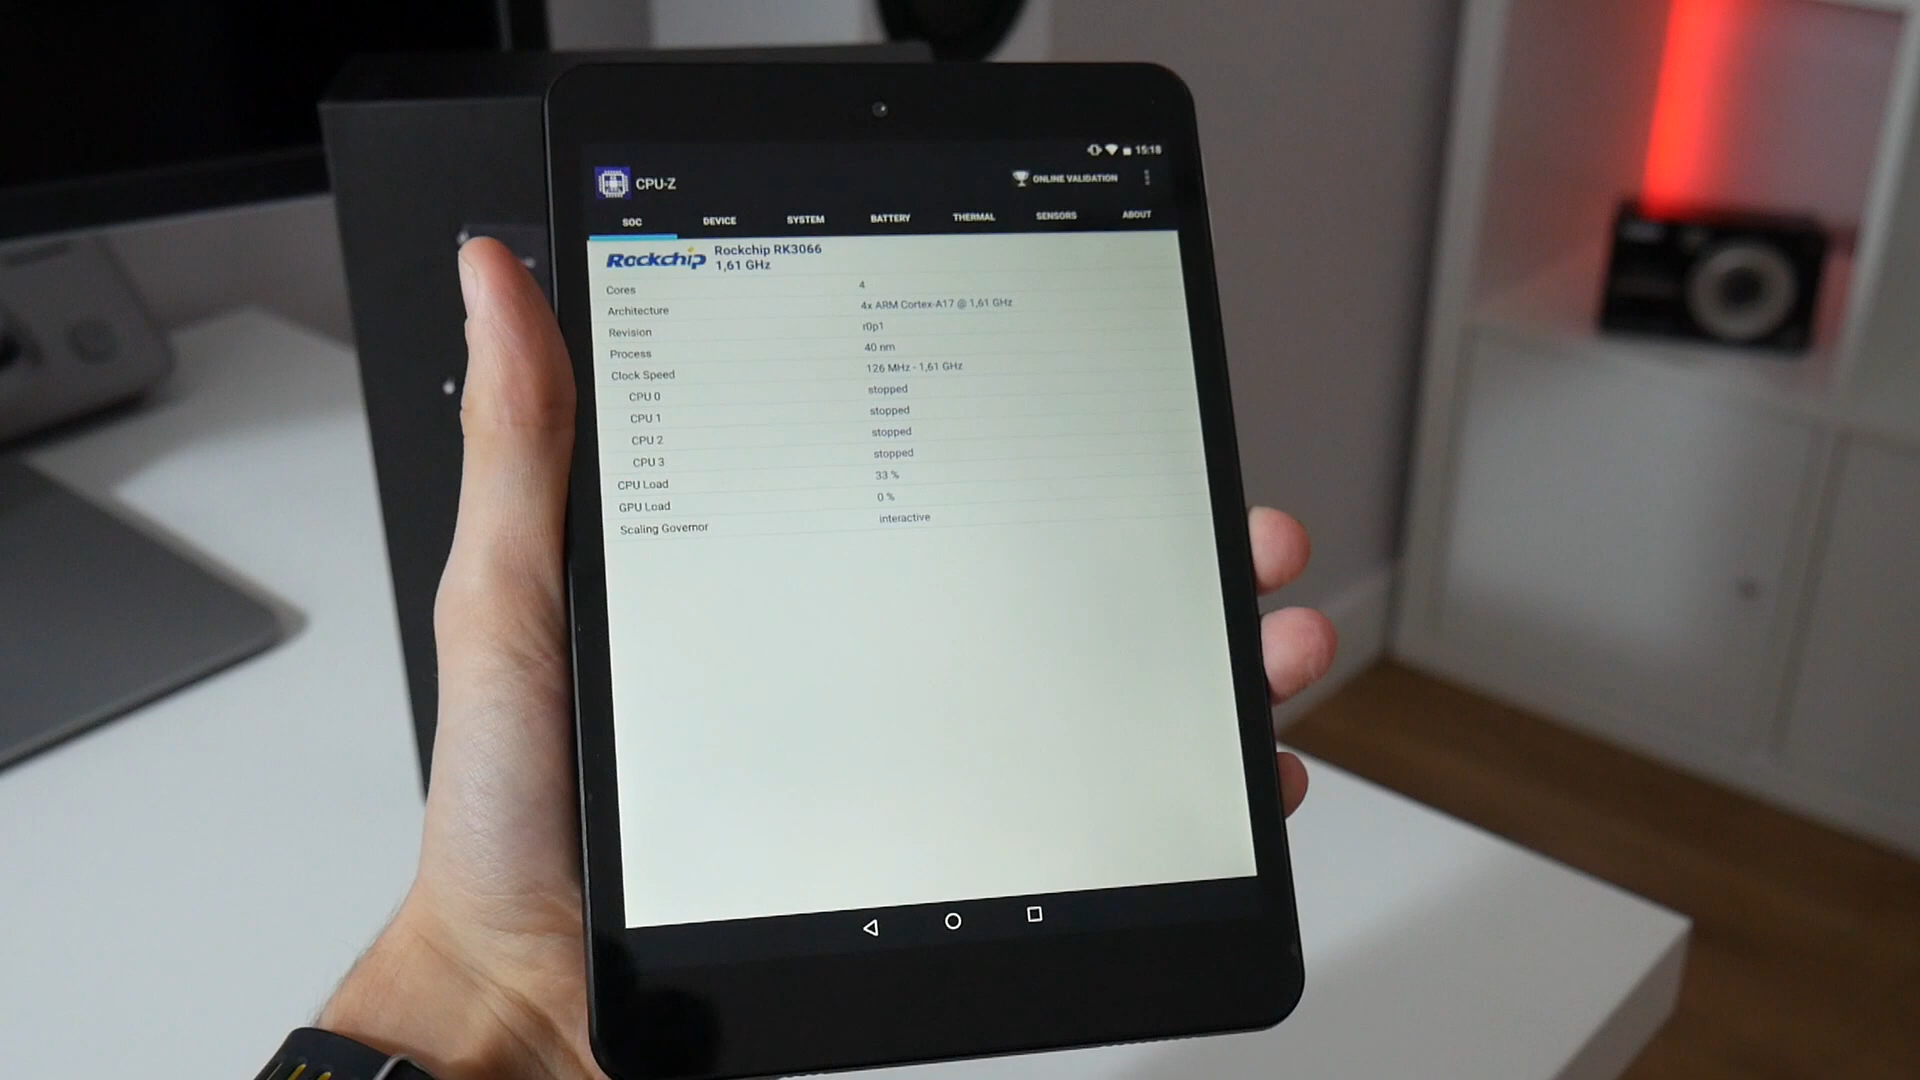 15:18
CPU-Z
ONLINE VALIDATION
SOC DEVICE SYSTEM BATTERY THERMAL SENSORS ABOUT
Rockchip Rockchip RK3066
1,61 GHz
Cores 4
Architecture 4x ARM Cortex-A17 @ 1,61 GHz
Revision r0p1
Process 40 nm
Clock Speed 126 MHz - 1,61 GHz
CPU 0 stopped
CPU 1 stopped
CPU 2 stopped
CPU 3 stopped
CPU Load 33 %
GPU Load 0 %
Scaling Governor interactive